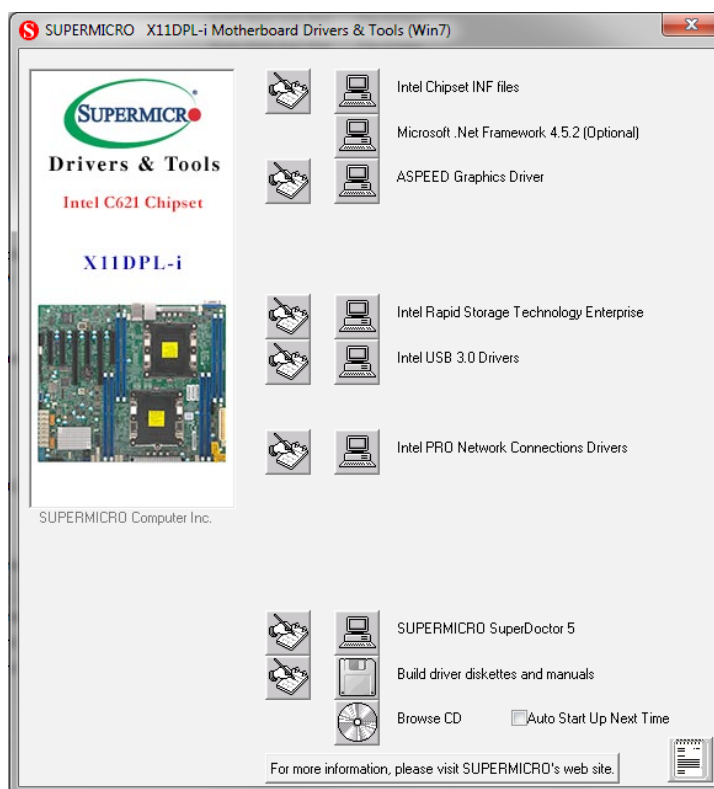 SUPERMICRO X11DPL-i Motherboard Drivers & Tools (Win7)
SUPERMICRO
Drivers & Tools
Intel C621 Chipset
X11DPL-i
SUPERMICRO Computer Inc.
Intel Chipset INF files
Microsoft .Net Framework 4.5.2 (Optional)
ASPEED Graphics Driver
Intel Rapid Storage Technology Enterprise
Intel USB 3.0 Drivers
Intel PRO Network Connections Drivers
SUPERMICRO SuperDoctor 5
Build driver diskettes and manuals
Browse CD Auto Start Up Next Time
For more information, please visit SUPERMICRO's web site.